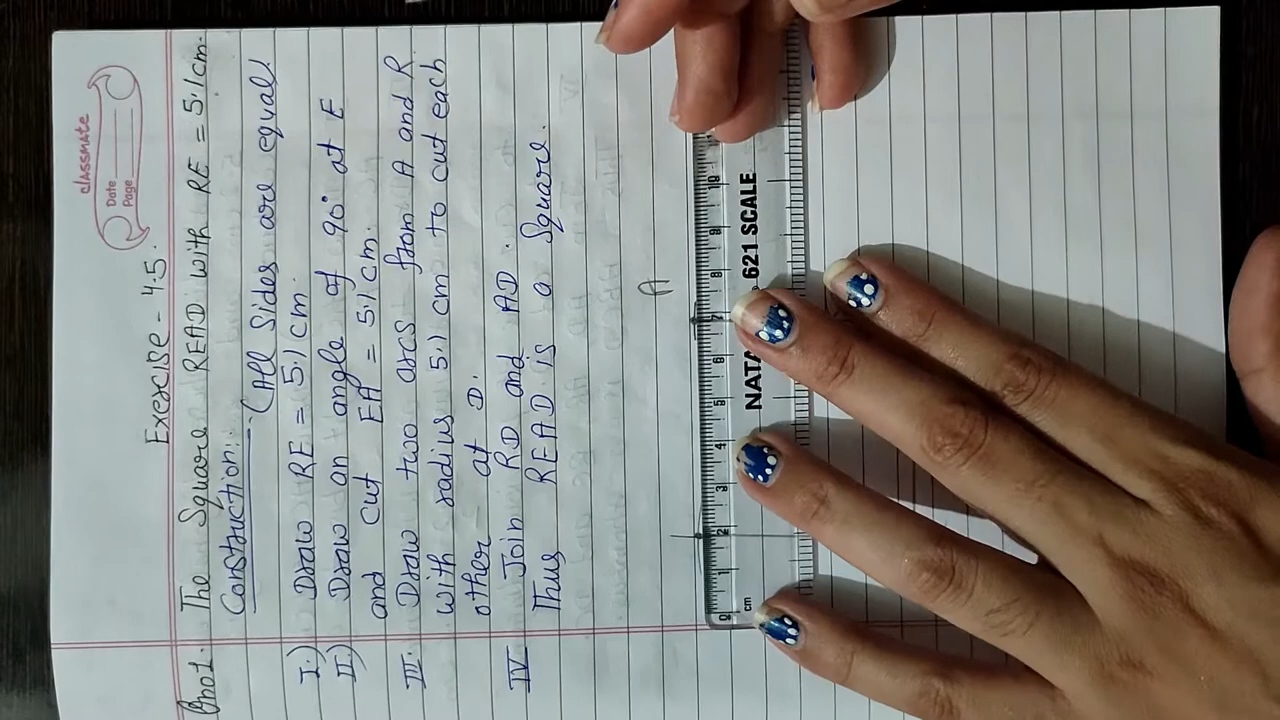 classmate
Date
Page
Exercise - 4.5.
Qno1. The Square READ with RE = 5.1cm.
Construction:- (All sides are equal)
I.) Draw RE = 5.1cm.
II) Draw an angle of 90° at E
and cut EA = 5.1cm.
III. Draw two arcs from A and R
with radius 5.1 cm to cut each
other at D.
IV Join RD and AD.
Thus READ is a Square.
A
0 1 2 3 4 5 6 7 8 9 10
cm
NATA 621 SCALE